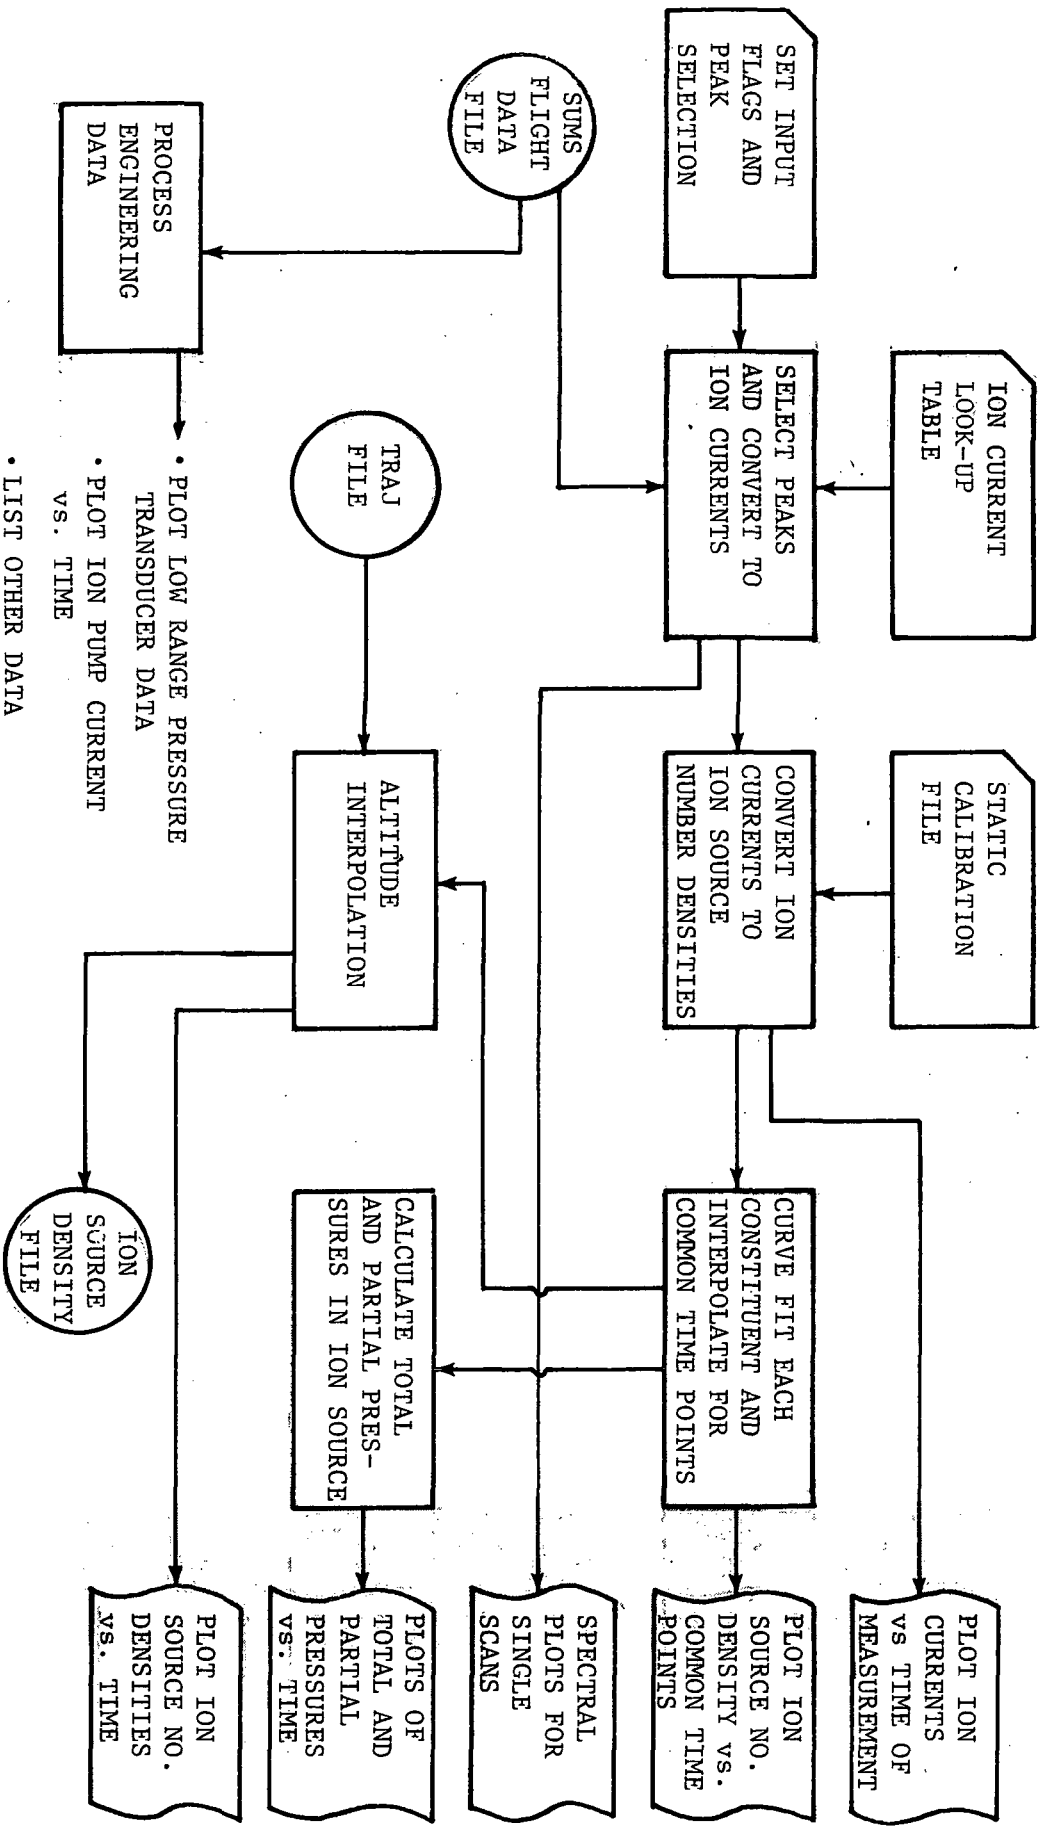 SET INPUT
FLAGS AND
PEAK
SELECTION
ION CURRENT
LOOK-UP
TABLE
STATIC
CALIBRATION
FILE
SUMS
FLIGHT
DATA
FILE
SELECT PEAKS
AND CONVERT TO
ION CURRENTS
CONVERT ION
CURRENTS TO
ION SOURCE
NUMBER DENSITIES
CURVE FIT EACH
CONSTITUENT AND
INTERPOLATE FOR
COMMON TIME POINTS
PLOT ION
CURRENTS
vs TIME OF
MEASUREMENT
PLOT ION
SOURCE NO.
DENSITY vs.
COMMON TIME
POINTS
SPECTRAL
PLOTS FOR
SINGLE
SCANS
TRAJ
FILE
ALTITUDE
INTERPOLATION
CALCULATE TOTAL
AND PARTIAL PRES-
SURES IN ION SOURCE
PLOTS OF
TOTAL AND
PARTIAL
PRESSURES
vs. TIME
PROCESS
ENGINEERING
DATA
• PLOT LOW RANGE PRESSURE
TRANSDUCER DATA
• PLOT ION PUMP CURRENT
vs. TIME
• LIST OTHER DATA
ION
SOURCE
DENSITY
FILE
PLOT ION
SOURCE NO.
DENSITIES
vs. TIME